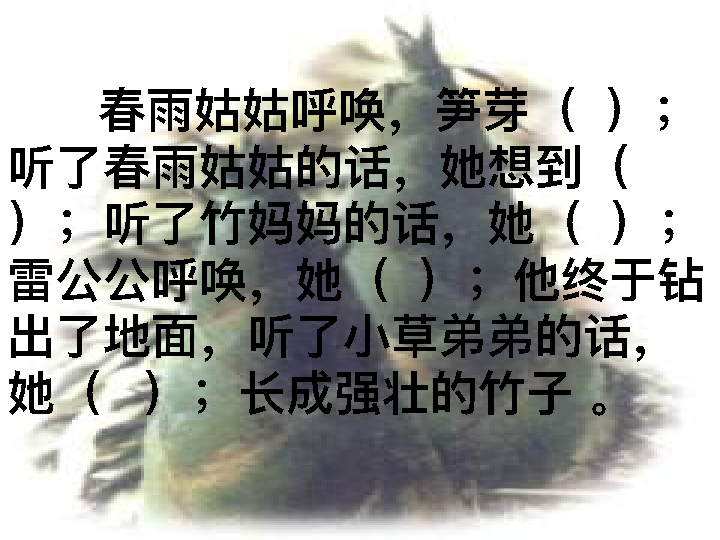 春雨姑姑呼唤，笋芽（ ）；
听了春雨姑姑的话，她想到（
）；听了竹妈妈的话，她（ ）；
雷公公呼唤，她（ ）；他终于钻
出了地面，听了小草弟弟的话，
她（ ）；长成强壮的竹子 。